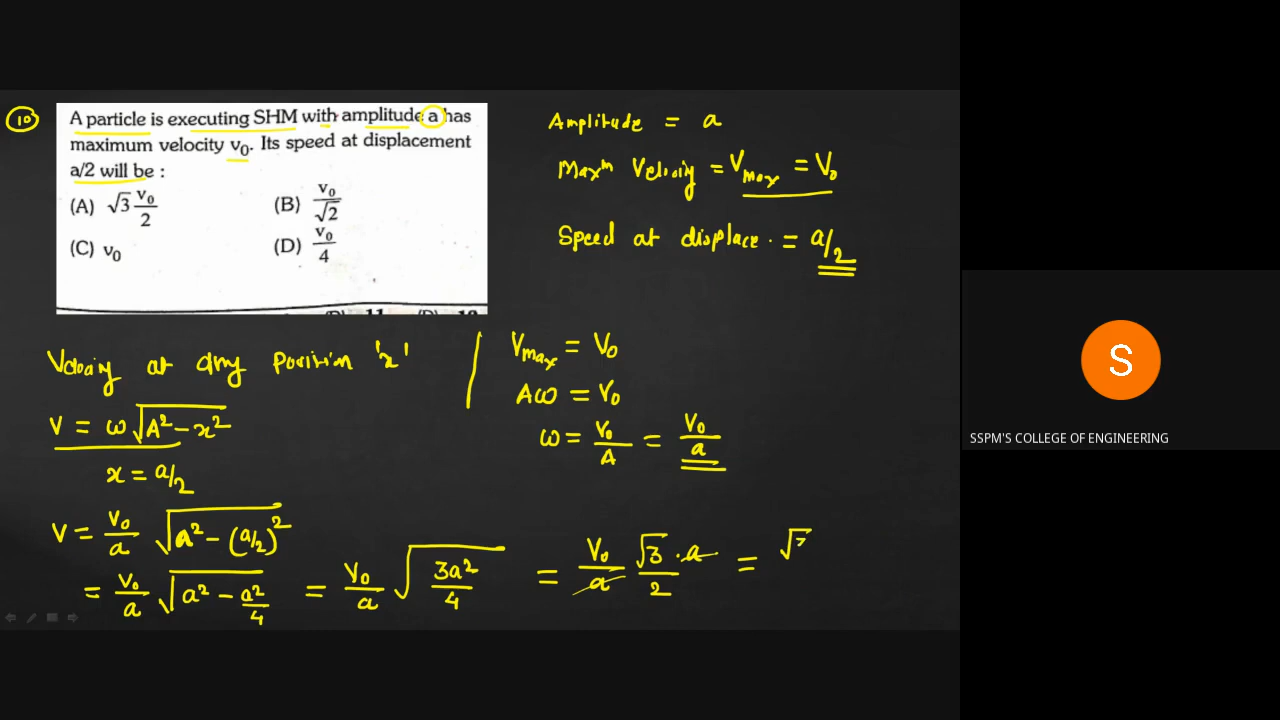 10
A particle is executing SHM with amplitude a has
maximum velocity v₀. Its speed at displacement
a/2 will be :
(A) √3 v₀/2
(B) v₀/√2
(C) v₀
(D) v₀/4
Amplitude = a
Maxᵐ Velocity = Vmax = V₀
Speed at displace. = a/2
Velocity at any position 'x'
V = ω√(A² – x²)
x = a/2
V = V₀/a √(a² – (a/2)²)
= V₀/a √(a² – a²/4) = V₀/a √(3a²/4) = V₀/a √3/2 · a = √3
Vmax = V₀
Aω = V₀
ω = V₀/A = V₀/a
S
SSPM'S COLLEGE OF ENGINEERING